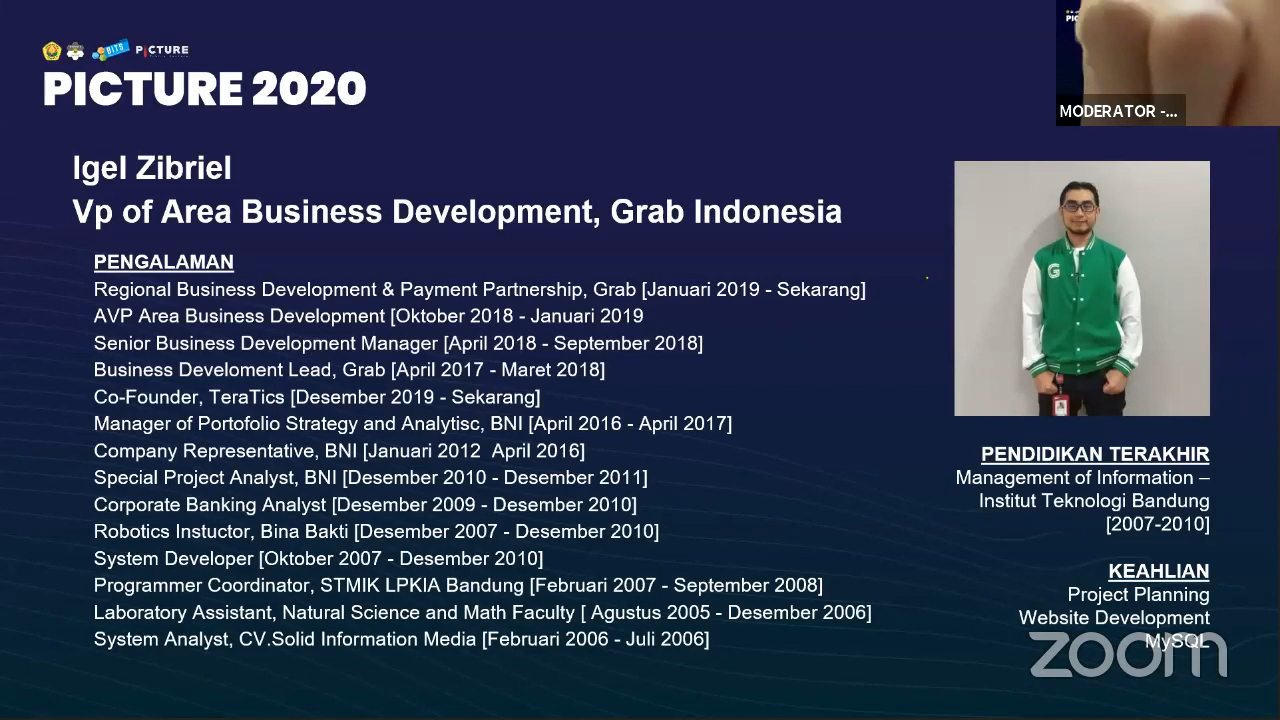 BITS
PICTURE
PICTURE 2020
MODERATOR -...
Igel Zibriel
Vp of Area Business Development, Grab Indonesia
PENGALAMAN
Regional Business Development & Payment Partnership, Grab [Januari 2019 - Sekarang]
AVP Area Business Development [Oktober 2018 - Januari 2019
Senior Business Development Manager [April 2018 - September 2018]
Business Develoment Lead, Grab [April 2017 - Maret 2018]
Co-Founder, TeraTics [Desember 2019 - Sekarang]
Manager of Portofolio Strategy and Analytisc, BNI [April 2016 - April 2017]
Company Representative, BNI [Januari 2012  April 2016]
Special Project Analyst, BNI [Desember 2010 - Desember 2011]
Corporate Banking Analyst [Desember 2009 - Desember 2010]
Robotics Instuctor, Bina Bakti [Desember 2007 - Desember 2010]
System Developer [Oktober 2007 - Desember 2010]
Programmer Coordinator, STMIK LPKIA Bandung [Februari 2007 - September 2008]
Laboratory Assistant, Natural Science and Math Faculty [ Agustus 2005 - Desember 2006]
System Analyst, CV.Solid Information Media [Februari 2006 - Juli 2006]
G
PENDIDIKAN TERAKHIR
Management of Information –
Institut Teknologi Bandung
[2007-2010]
KEAHLIAN
Project Planning
Website Development
MySQL
zoom